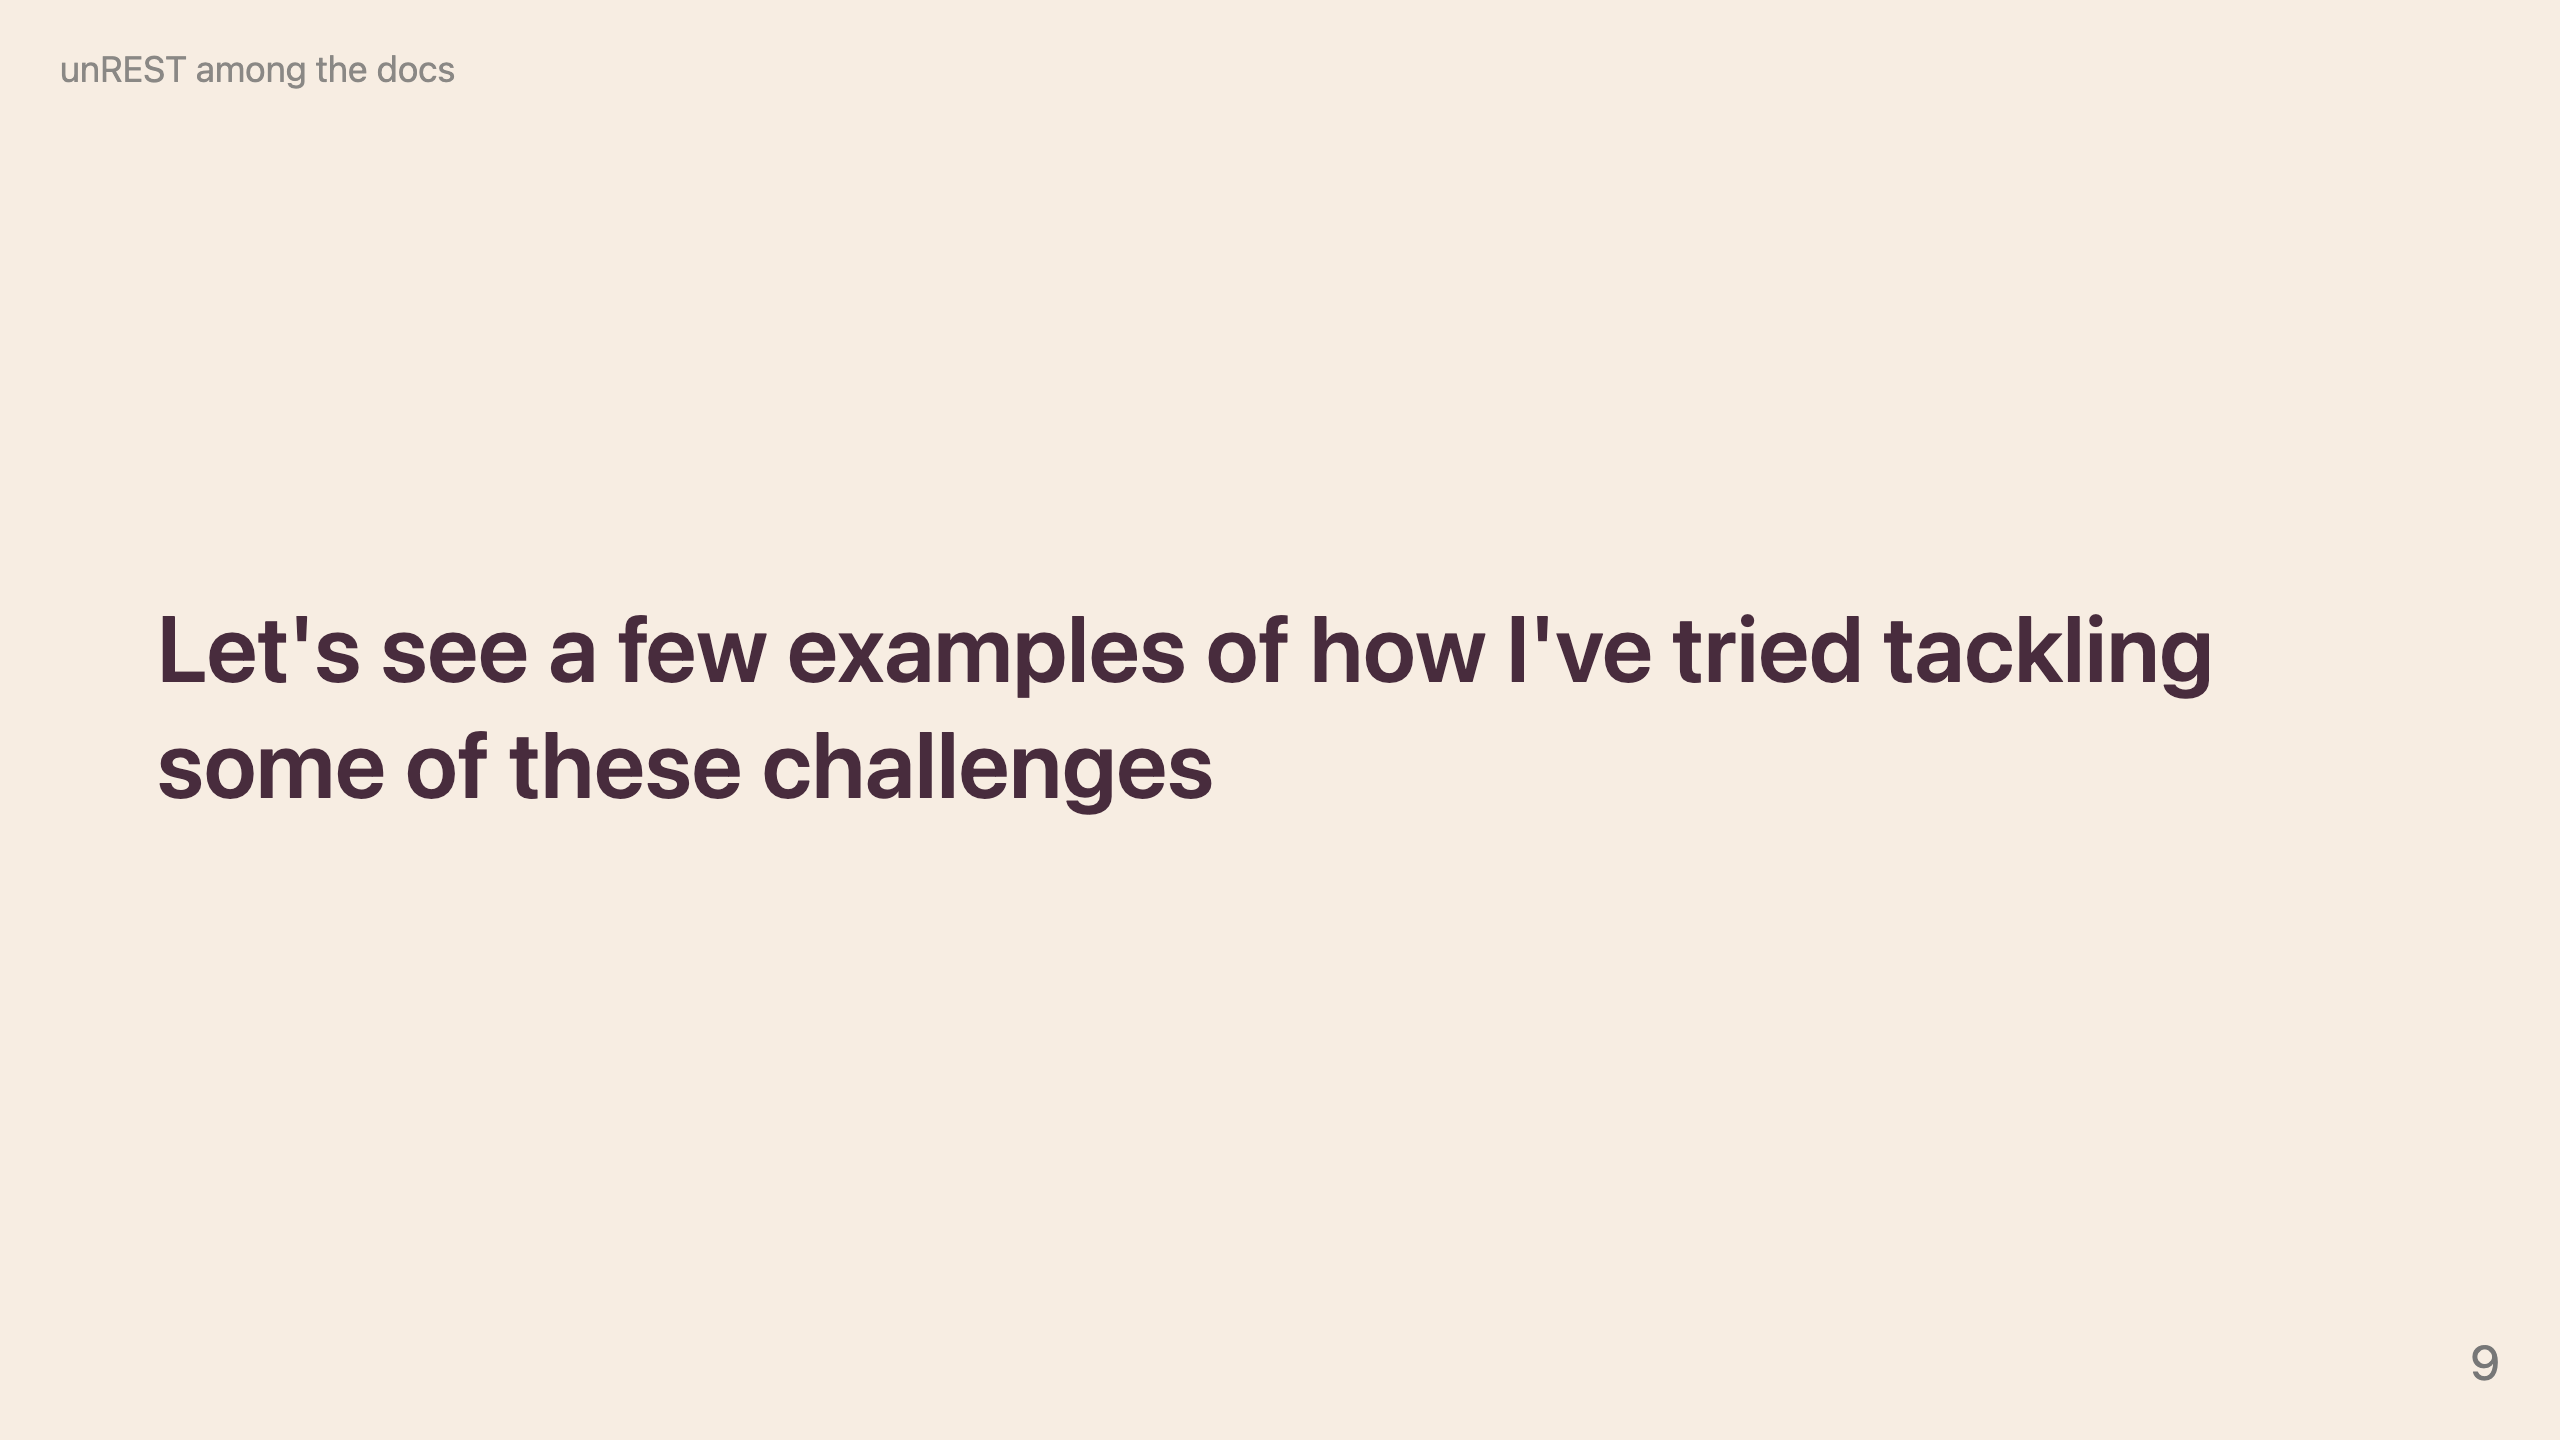 unREST among the docs
Let's see a few examples of how I've tried tackling
some of these challenges
9